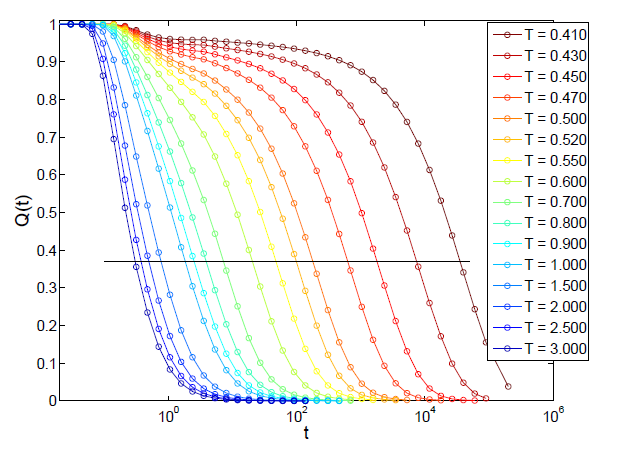 1
0.9
0.8
0.7
0.6
0.5
0.4
0.3
0.2
0.1
0
Q(t)
10^0
10^2
10^4
10^6
t
T = 0.410
T = 0.430
T = 0.450
T = 0.470
T = 0.500
T = 0.520
T = 0.550
T = 0.600
T = 0.700
T = 0.800
T = 0.900
T = 1.000
T = 1.500
T = 2.000
T = 2.500
T = 3.000